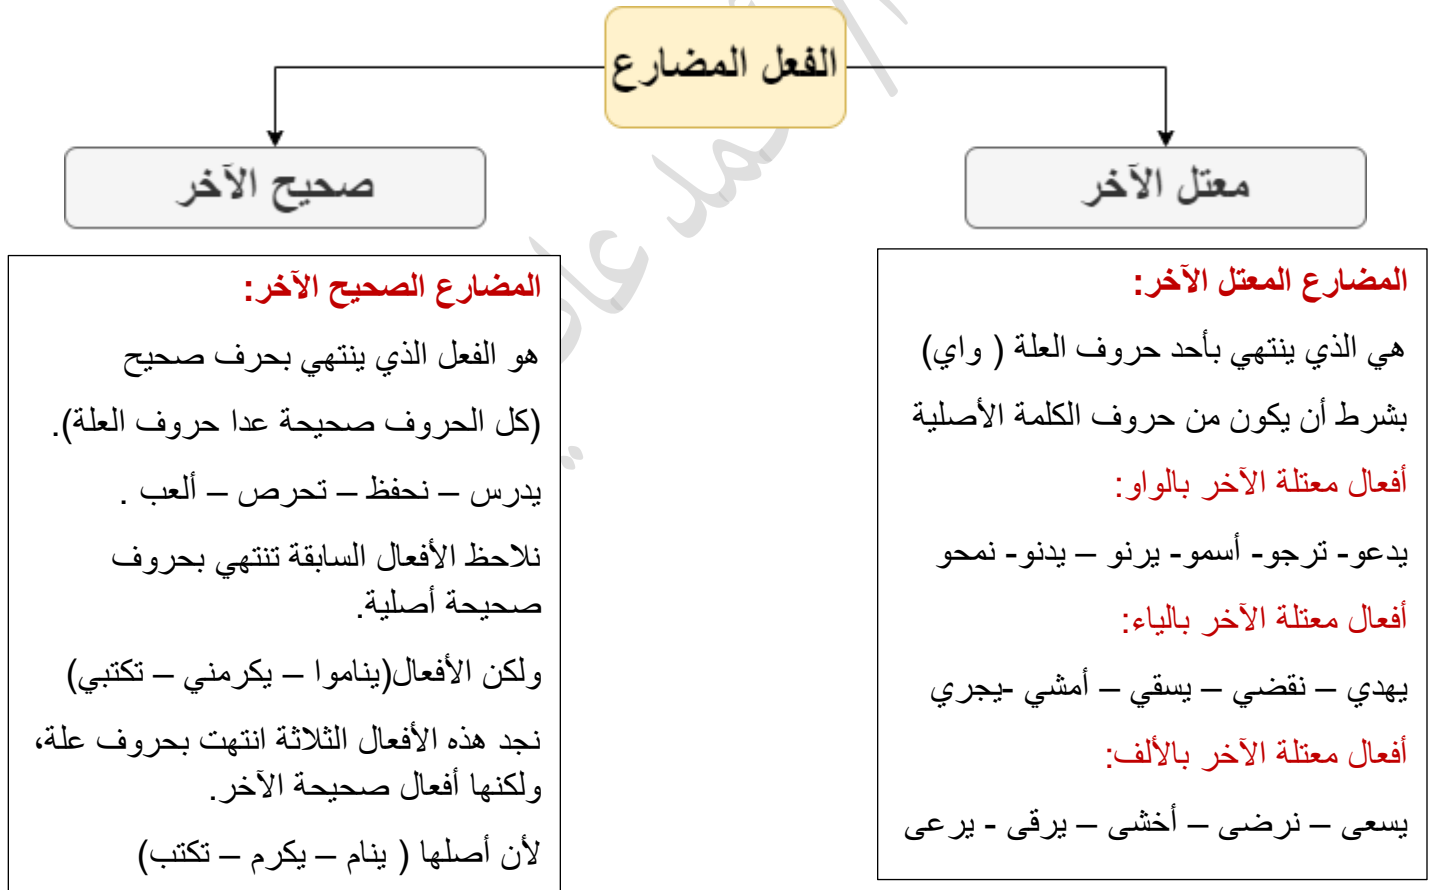 الفعل المضارع
معتل الآخر
المضارع المعتل الآخر:
هي الذي ينتهي بأحد حروف العلة ( واي)
بشرط أن يكون من حروف الكلمة الأصلية
أفعال معتلة الآخر بالواو:
يدعو- ترجو- أسمو- يرنو – يدنو- نمحو
أفعال معتلة الآخر بالياء:
يهدي – نقضي – يسقي – أمشي -يجري
أفعال معتلة الآخر بالألف:
يسعى – نرضى – أخشى – يرقى - يرعى
صحيح الآخر
المضارع الصحيح الآخر:
هو الفعل الذي ينتهي بحرف صحيح
(كل الحروف صحيحة عدا حروف العلة).
يدرس – نحفظ – تحرص – ألعب .
نلاحظ الأفعال السابقة تنتهي بحروف
صحيحة أصلية.
ولكن الأفعال(يناموا – يكرمني – تكتبي)
نجد هذه الأفعال الثلاثة انتهت بحروف علة،
ولكنها أفعال صحيحة الآخر.
لأن أصلها ( ينام – يكرم – تكتب)